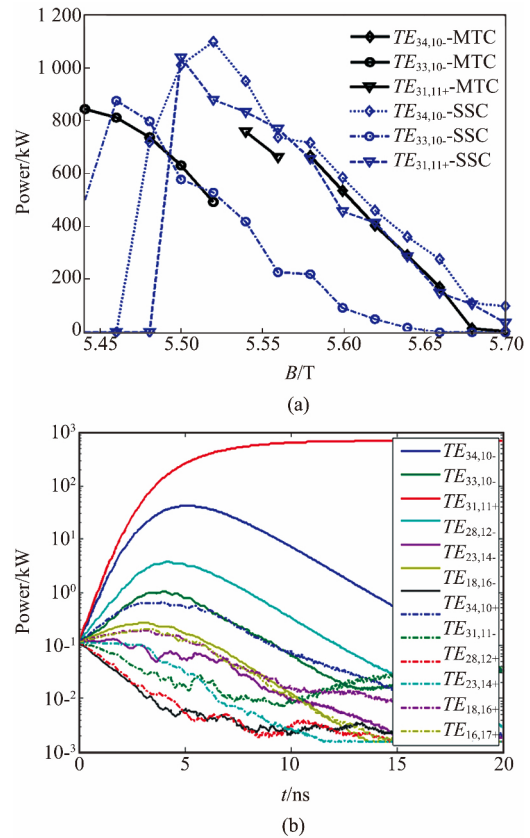 1 100
1 000
800
600
400
200
0
Power/kW
TE34,10- -MTC
TE33,10- -MTC
TE31,11+ -MTC
TE34,10- -SSC
TE33,10- -SSC
TE31,11+ -SSC
5.45 5.50 5.55 5.60 5.65 5.70
B/T
(a)
10³
10²
10¹
10⁰
10⁻¹
10⁻²
10⁻³
Power/kW
TE34,10-
TE33,10-
TE31,11+
TE28,12-
TE23,14-
TE18,16-
TE34,10+
TE31,11-
TE28,12+
TE23,14+
TE18,16+
TE16,17+
0 5 10 15 20
t/ns
(b)